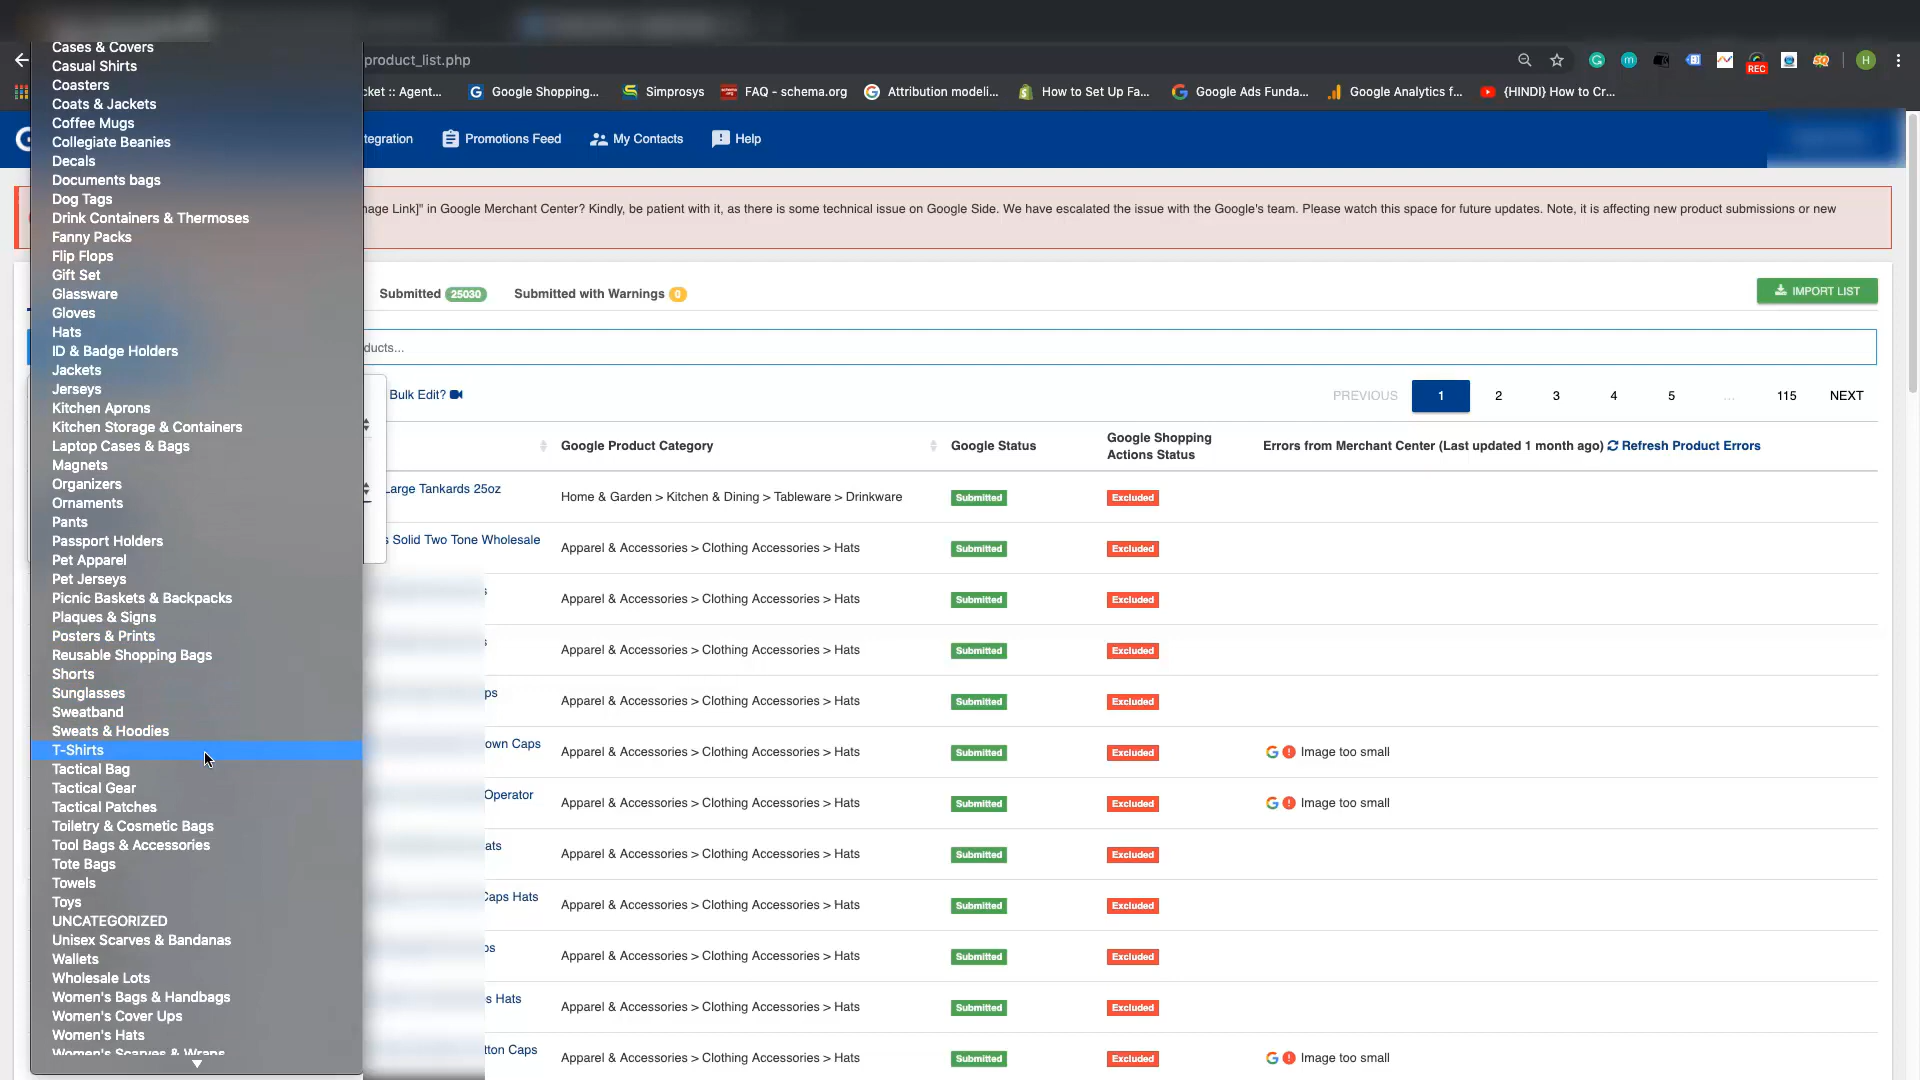 product_list.php
REC
H
cket :: Agent...
Google Shopping...
Simprosys
FAQ - schema.org
Attribution modeli...
How to Set Up Fa...
Google Ads Funda...
Google Analytics f...
{HINDI} How to Cr...
tegration
Promotions Feed
My Contacts
Help
nage Link]" in Google Merchant Center? Kindly, be patient with it, as there is some technical issue on Google Side. We have escalated the issue with the Google's team. Please watch this space for future updates. Note, it is affecting new product submissions or new
Submitted 25030
Submitted with Warnings 0
IMPORT LIST
ducts...
Bulk Edit?
PREVIOUS 1 2 3 4 5 ... 115 NEXT
Google Product Category
Google Status
Google Shopping
Actions Status
Errors from Merchant Center (Last updated 1 month ago) Refresh Product Errors
Large Tankards 25oz
Home & Garden > Kitchen & Dining > Tableware > Drinkware
Submitted
Excluded
s Solid Two Tone Wholesale
Apparel & Accessories > Clothing Accessories > Hats
Submitted
Excluded
s
Apparel & Accessories > Clothing Accessories > Hats
Submitted
Excluded
s
Apparel & Accessories > Clothing Accessories > Hats
Submitted
Excluded
ps
Apparel & Accessories > Clothing Accessories > Hats
Submitted
Excluded
own Caps
Apparel & Accessories > Clothing Accessories > Hats
Submitted
Excluded
Image too small
Operator
Apparel & Accessories > Clothing Accessories > Hats
Submitted
Excluded
Image too small
ats
Apparel & Accessories > Clothing Accessories > Hats
Submitted
Excluded
Caps Hats
Apparel & Accessories > Clothing Accessories > Hats
Submitted
Excluded
ps
Apparel & Accessories > Clothing Accessories > Hats
Submitted
Excluded
s Hats
Apparel & Accessories > Clothing Accessories > Hats
Submitted
Excluded
tton Caps
Apparel & Accessories > Clothing Accessories > Hats
Submitted
Excluded
Image too small
Cases & Covers
Casual Shirts
Coasters
Coats & Jackets
Coffee Mugs
Collegiate Beanies
Decals
Documents bags
Dog Tags
Drink Containers & Thermoses
Fanny Packs
Flip Flops
Gift Set
Glassware
Gloves
Hats
ID & Badge Holders
Jackets
Jerseys
Kitchen Aprons
Kitchen Storage & Containers
Laptop Cases & Bags
Magnets
Organizers
Ornaments
Pants
Passport Holders
Pet Apparel
Pet Jerseys
Picnic Baskets & Backpacks
Plaques & Signs
Posters & Prints
Reusable Shopping Bags
Shorts
Sunglasses
Sweatband
Sweats & Hoodies
T-Shirts
Tactical Bag
Tactical Gear
Tactical Patches
Toiletry & Cosmetic Bags
Tool Bags & Accessories
Tote Bags
Towels
Toys
UNCATEGORIZED
Unisex Scarves & Bandanas
Wallets
Wholesale Lots
Women's Bags & Handbags
Women's Cover Ups
Women's Hats
Women's Scarves & Wraps